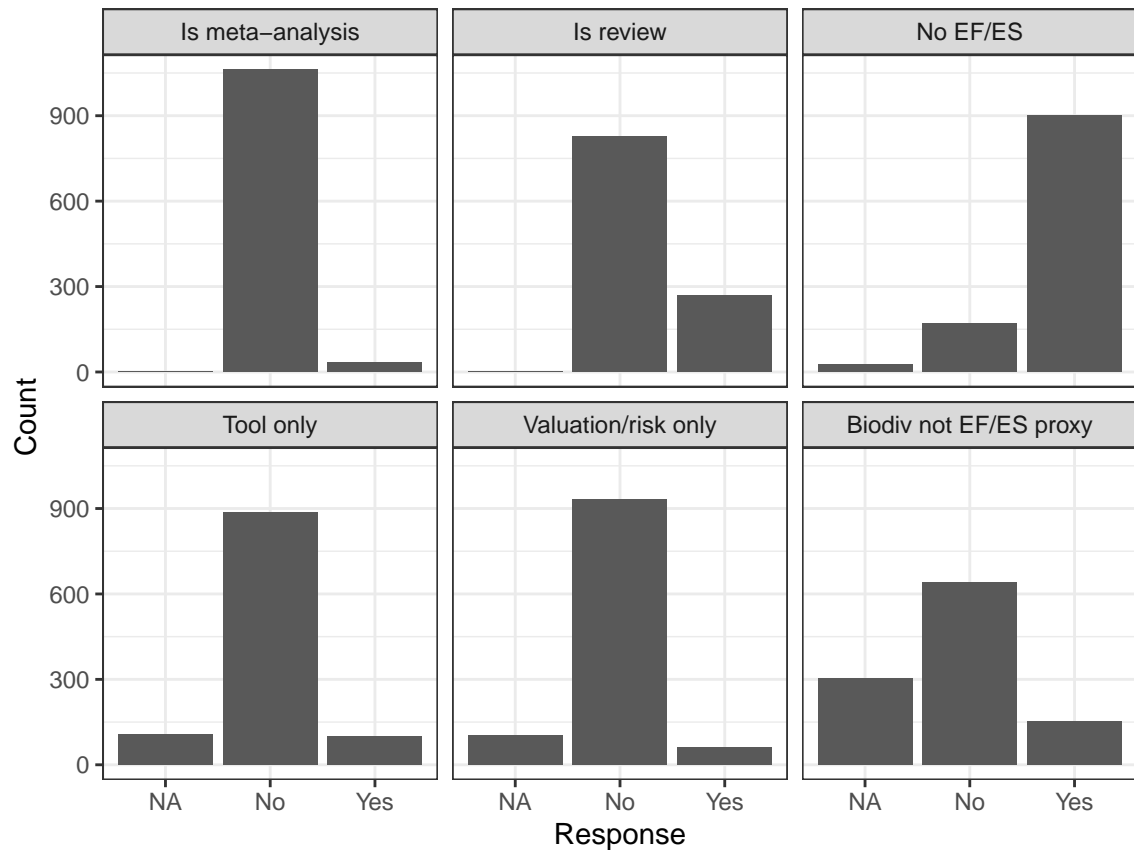 Is meta−analysis
Is review
No EF/ES
900
600
300
0
Count
Tool only
Valuation/risk only
Biodiv not EF/ES proxy
900
600
300
0
NA No Yes
NA No Yes
NA No Yes
Response